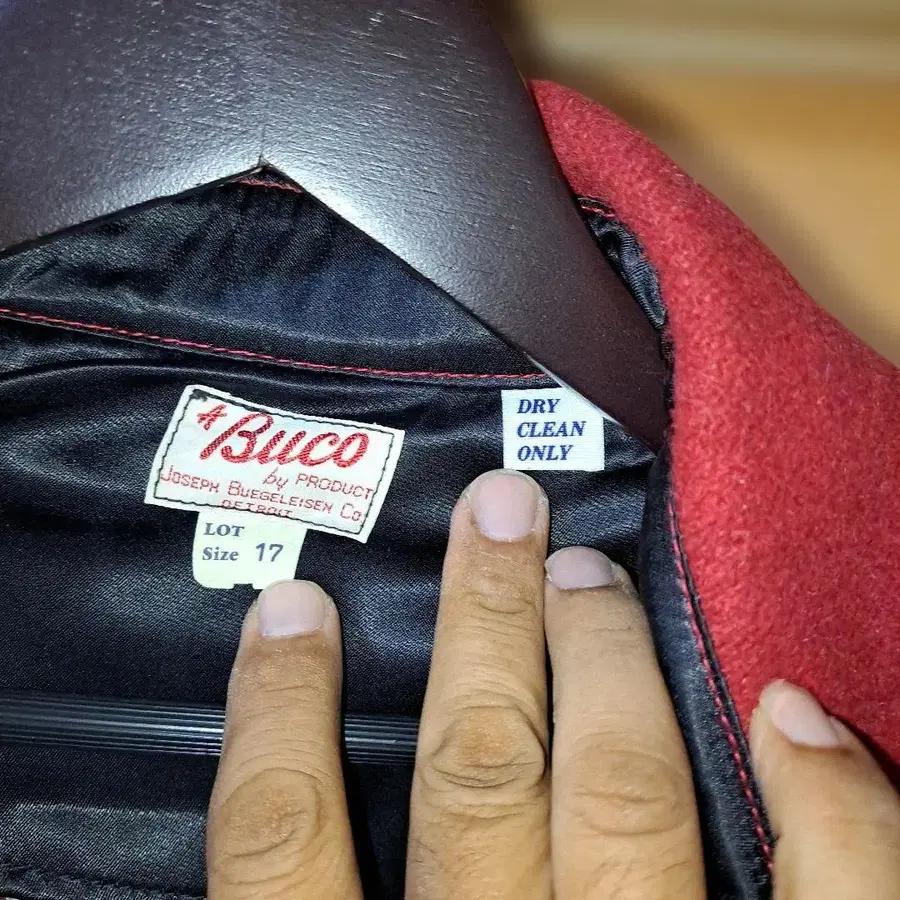 A Buco
by PRODUCT
JOSEPH BUEGELEISEN Co.
DETROIT
LOT
Size 17
DRY
CLEAN
ONLY